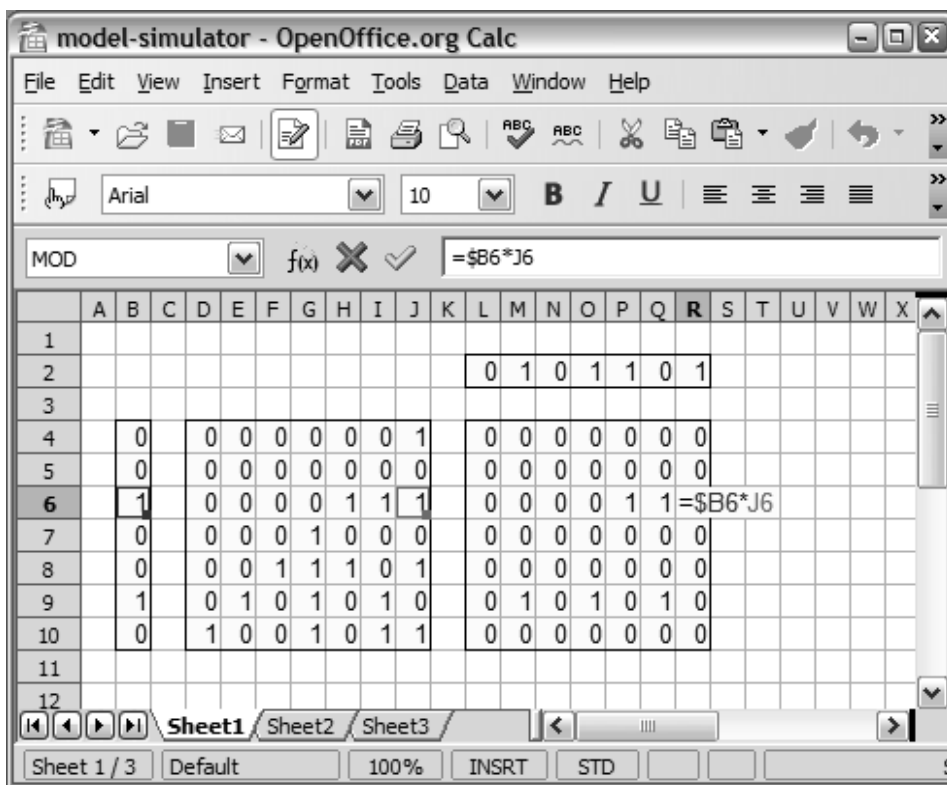 model-simulator - OpenOffice.org Calc
File Edit View Insert Format Tools Data Window Help
PDF ABC ABC
Arial 10 B I U
MOD f(x) =$B6*J6
A B C D E F G H I J K L M N O P Q R S T U V W X
1
2 0 1 0 1 1 0 1
3
4 0 0 0 0 0 0 0 1 0 0 0 0 0 0 0
5 0 0 0 0 0 0 0 0 0 0 0 0 0 0 0
6 1 0 0 0 0 1 1 1 0 0 0 0 1 1 =$B6*J6
7 0 0 0 0 1 0 0 0 0 0 0 0 0 0 0
8 0 0 0 1 1 1 0 1 0 0 0 0 0 0 0
9 1 0 1 0 1 0 1 0 0 1 0 1 0 1 0
10 0 1 0 0 1 0 1 1 0 0 0 0 0 0 0
11
12
Sheet1 Sheet2 Sheet3
Sheet 1 / 3 Default 100% INSRT STD